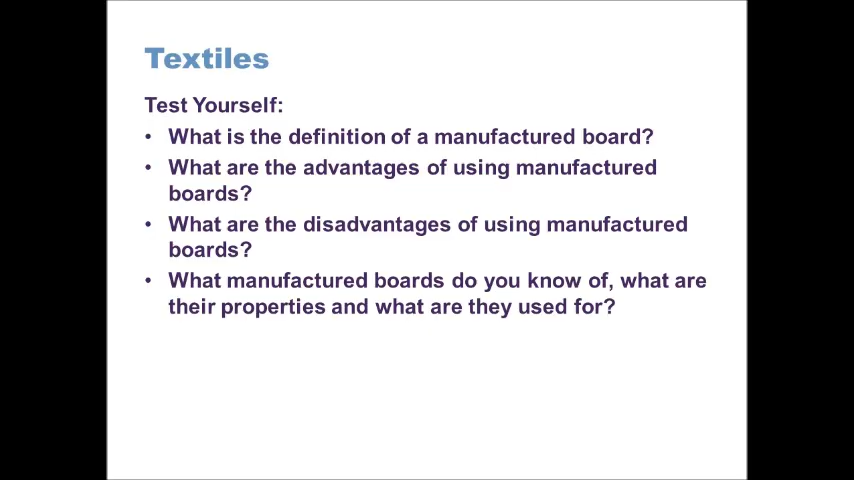 Textiles
Test Yourself:
• What is the definition of a manufactured board?
• What are the advantages of using manufactured
boards?
• What are the disadvantages of using manufactured
boards?
• What manufactured boards do you know of, what are
their properties and what are they used for?